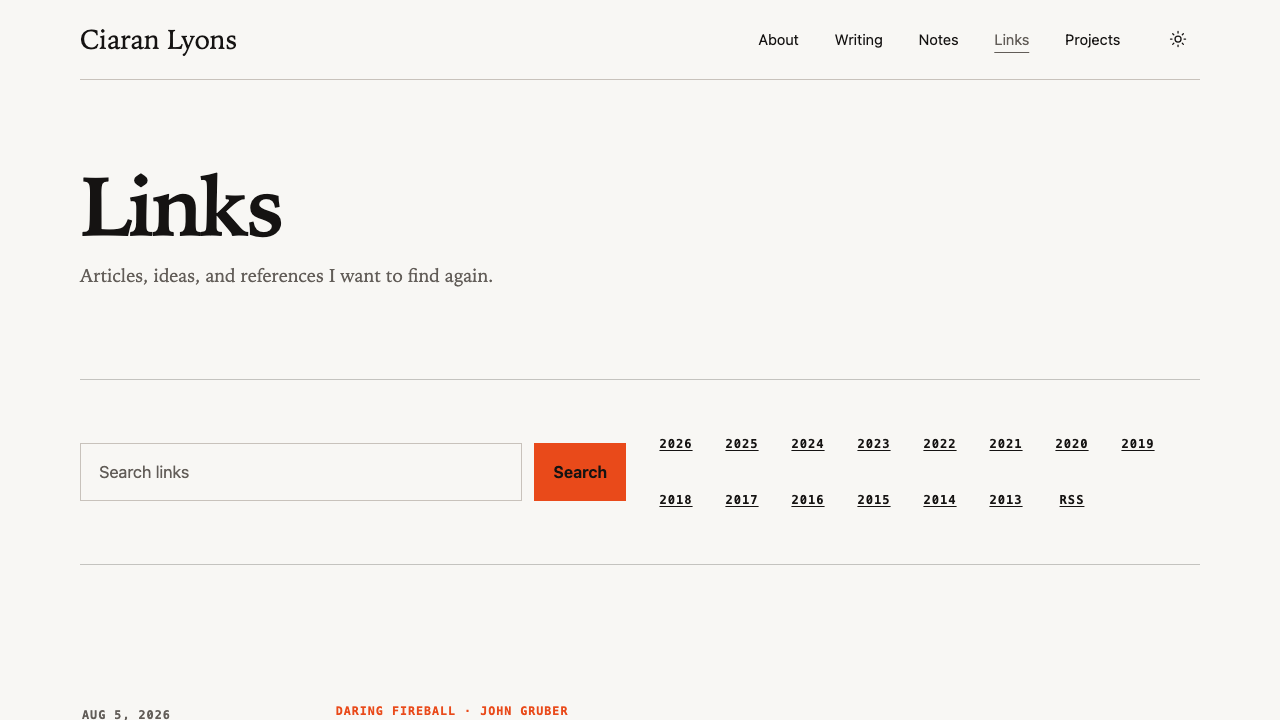 Ciaran Lyons
About Writing Notes Links Projects
Links
Articles, ideas, and references I want to find again.
Search links
Search
2026 2025 2024 2023 2022 2021 2020 2019
2018 2017 2016 2015 2014 2013 RSS
AUG 5, 2026
DARING FIREBALL · JOHN GRUBER